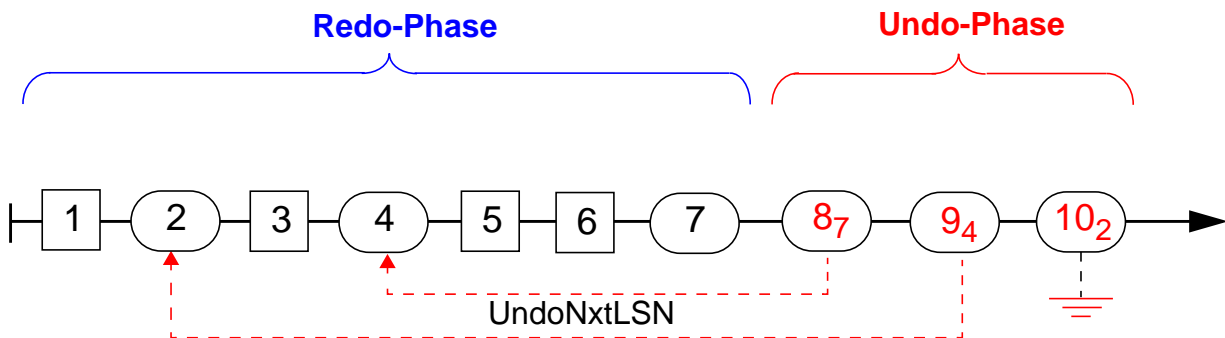 Redo-Phase Undo-Phase
1 2 3 4 5 6 7 8₇ 9₄ 10₂
UndoNxtLSN